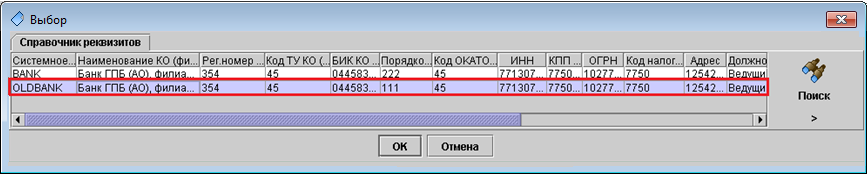 Выбор
Справочник реквизитов
Системное... Наименование КО (фи... Рег.номер ... Код ТУ КО (... БИК КО ... Порядко... Код ОКАТО... ИНН КПП ... ОГРН Код налог... Адрес Должно
BANK Банк ГПБ (АО), филиа... 354 45 044583... 222 45 771307... 7750... 10277... 7750 12542... Ведущи
OLDBANK Банк ГПБ (АО), филиа... 354 45 044583... 111 45 771307... 7750... 10277... 7750 12542... Ведущи
Поиск
>
ОК Отмена